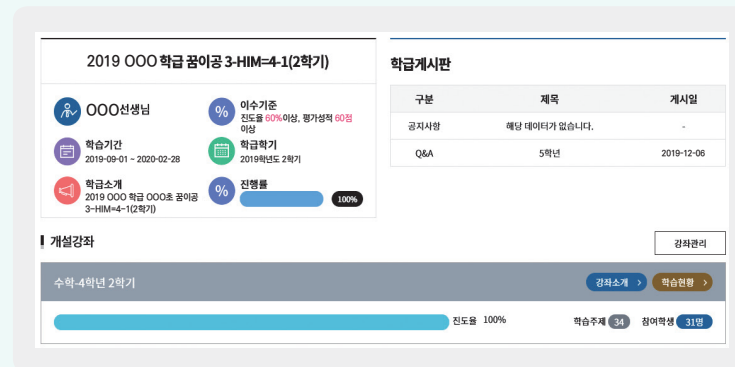 2019 OOO 학급 꿈이공 3-HIM=4-1(2학기)
OOO선생님
% 이수기준
진도율 60%이상, 평가성적 60점
이상
학습기간
2019-09-01 ~ 2020-02-28
학급학기
2019학년도 2학기
학급소개
2019 OOO 학급 OOO초 꿈이공
3-HIM=4-1(2학기)
% 진행률
100%
학급게시판
구분 제목 게시일
공지사항 해당 데이터가 없습니다. -
Q&A 5학년 2019-12-06
개설강좌
강좌관리
수학-4학년 2학기
강좌소개 >
학습현황 >
진도율 100%
학습주제 34
참여학생 31명